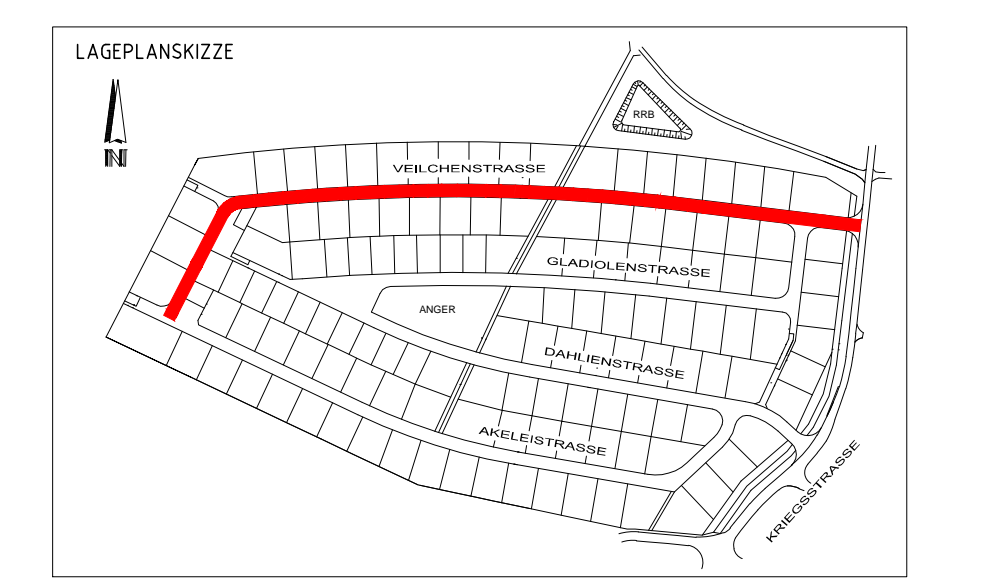 LAGEPLANSKIZZE
N
RRB
VEILCHENSTRASSE
GLADIOLENSTRASSE
ANGER
DAHLIENSTRASSE
AKELEISTRASSE
KRIEGSSTRASSE